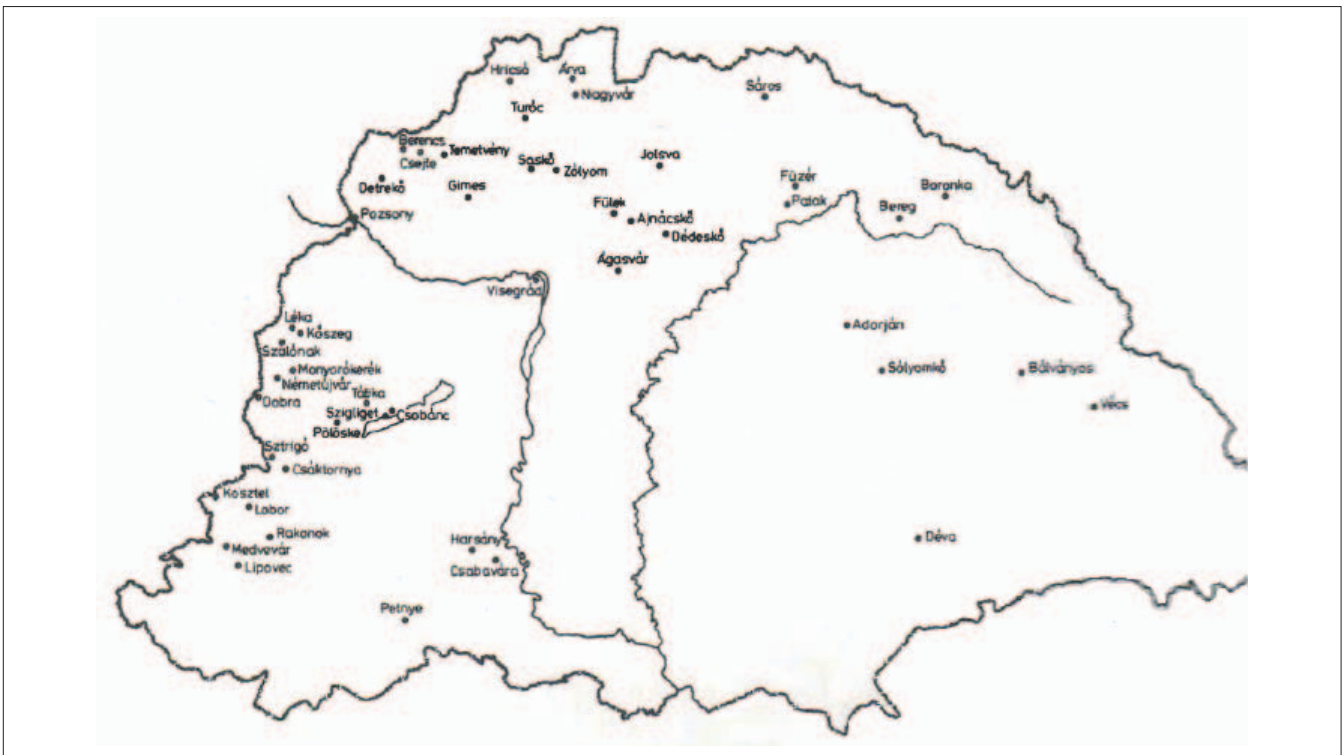 Hricsó
Árva
Nagyvár
Sáros
Turóc
Berencs
Csejte
Temetvény
Saskő
Zólyom
Jolsva
Detrekő
Gimes
Füzér
Patak
Baranka
Bereg
Fülek
Ajnácskő
Dédeskő
Pozsony
Ágasvár
Visegrád
Léka
Kőszeg
Szalónak
Adorján
Monyorókerék
Németújvár
Sólyomkő
Bálványos
Dobra
Tátika
Szigliget
Csobánc
Pölöske
Vécs
Sztrigó
Csáktornya
Kosztel
Lobor
Rakonok
Medvevár
Lipovec
Harsány
Csabavára
Déva
Petnye